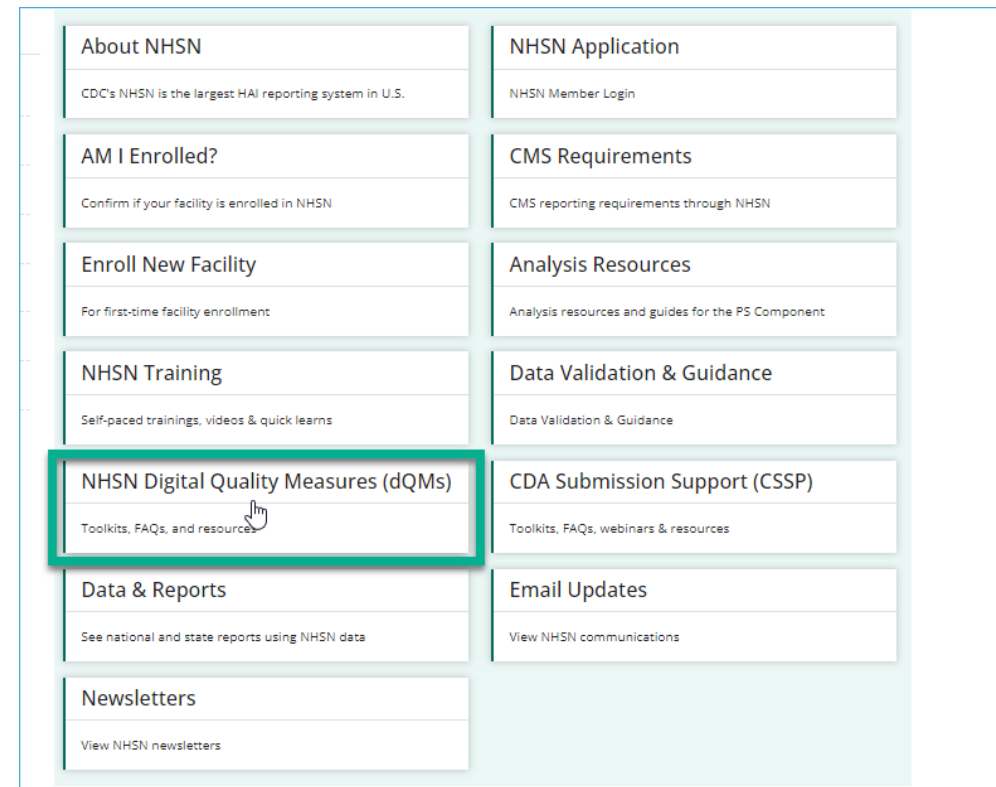 About NHSN
CDC's NHSN is the largest HAI reporting system in U.S.
NHSN Application
NHSN Member Login
AM I Enrolled?
Confirm if your facility is enrolled in NHSN
CMS Requirements
CMS reporting requirements through NHSN
Enroll New Facility
For first-time facility enrollment
Analysis Resources
Analysis resources and guides for the PS Component
NHSN Training
Self-paced trainings, videos & quick learns
Data Validation & Guidance
Data Validation & Guidance
NHSN Digital Quality Measures (dQMs)
Toolkits, FAQs, and resources
CDA Submission Support (CSSP)
Toolkits, FAQs, webinars & resources
Data & Reports
See national and state reports using NHSN data
Email Updates
View NHSN communications
Newsletters
View NHSN newsletters